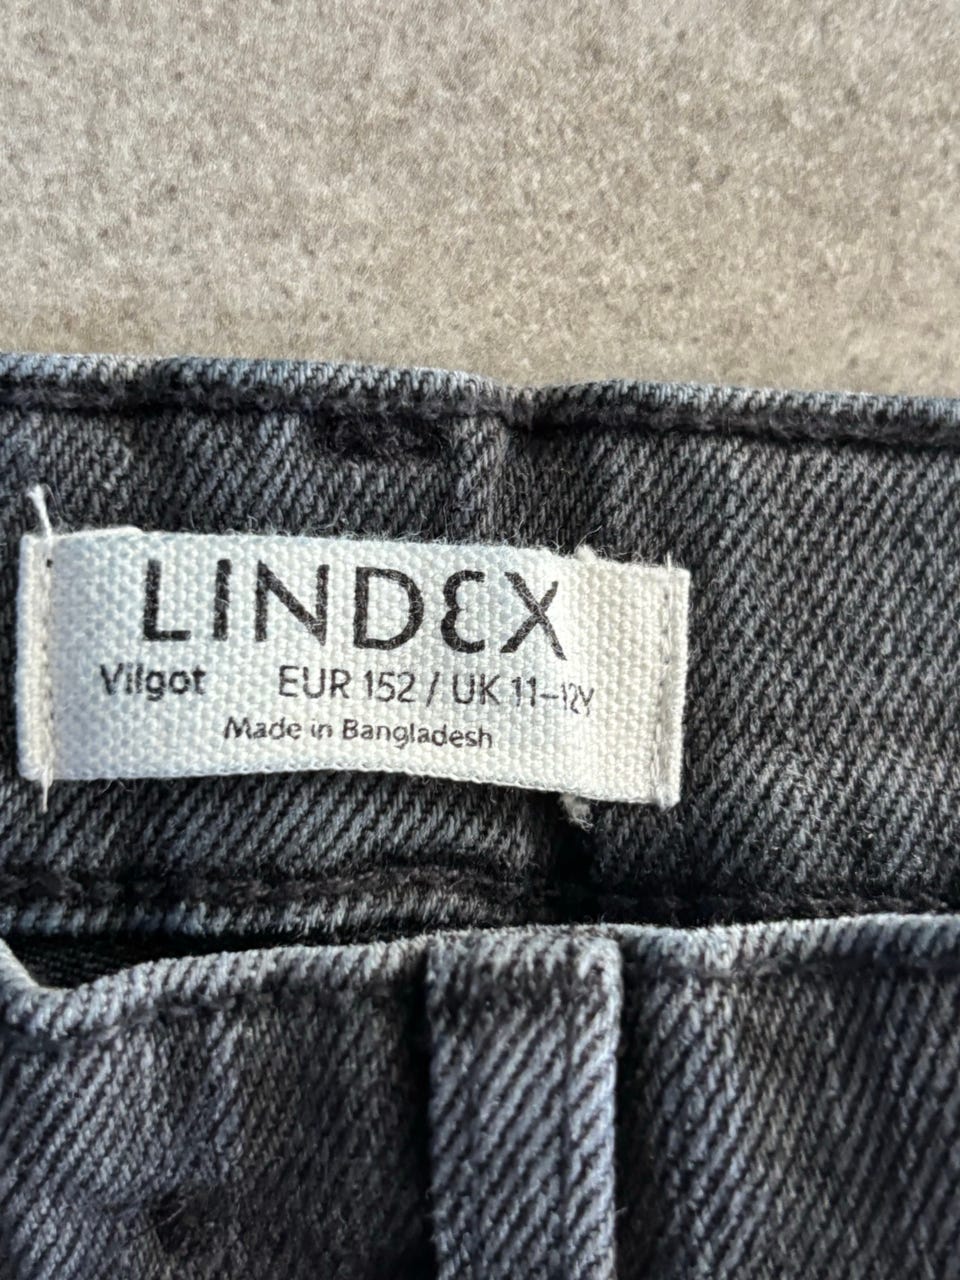 LINDEX
Vilgot EUR 152 / UK 11–12Y
Made in Bangladesh